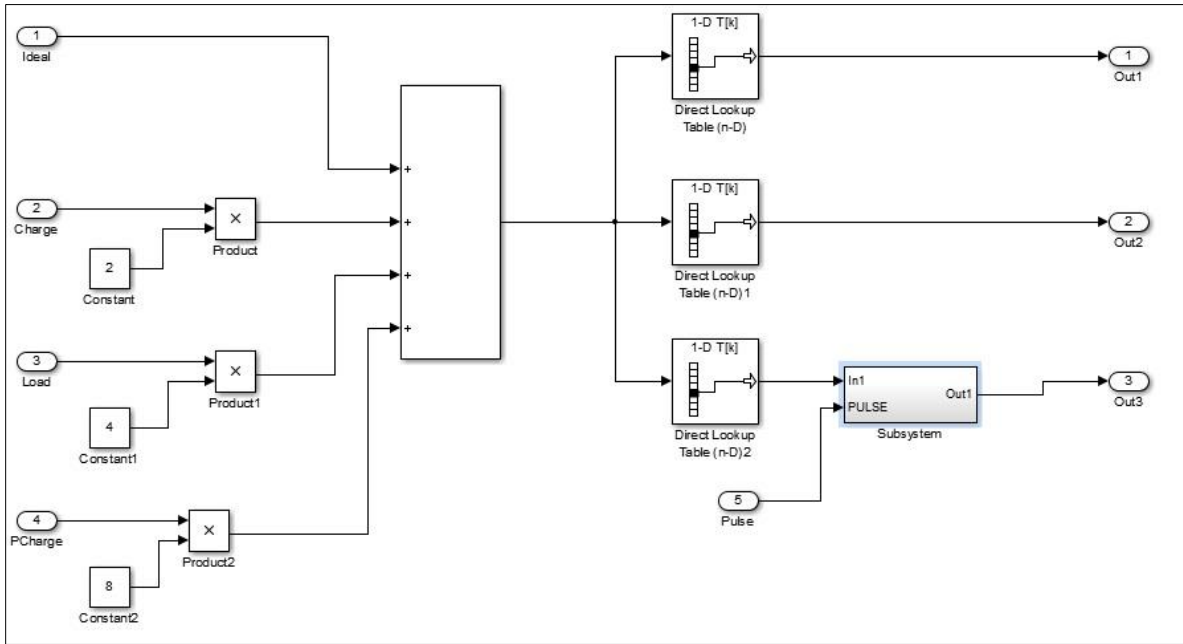 1
Ideal
2
Charge
2
Constant
×
Product
3
Load
4
Constant1
×
Product1
4
PCharge
8
Constant2
×
Product2
+
+
+
+
1-D T[k]
Direct Lookup
Table (n-D)
1-D T[k]
Direct Lookup
Table (n-D)1
1-D T[k]
Direct Lookup
Table (n-D)2
5
Pulse
In1
PULSE
Out1
Subsystem
1
Out1
2
Out2
3
Out3